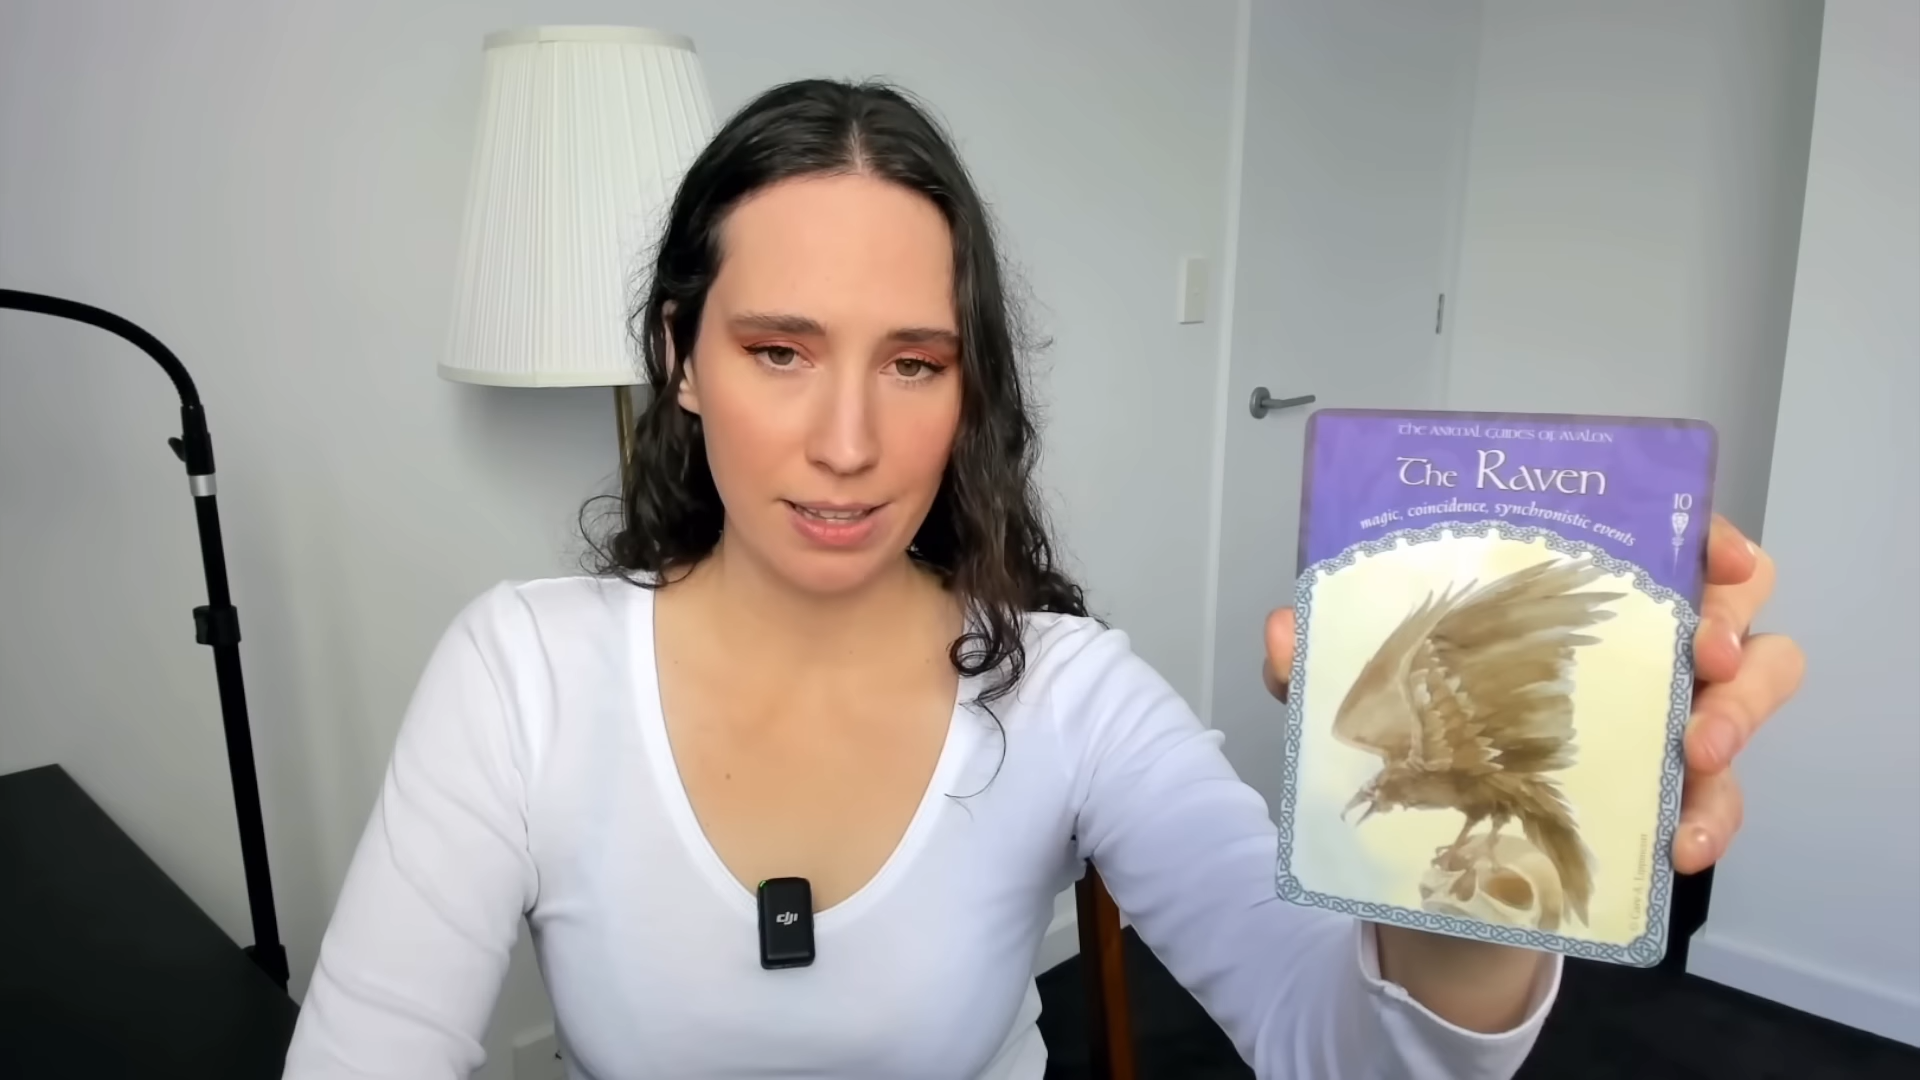 The Animal Guides of Avalon
The Raven
magic, coincidence, synchronistic events
10
dji